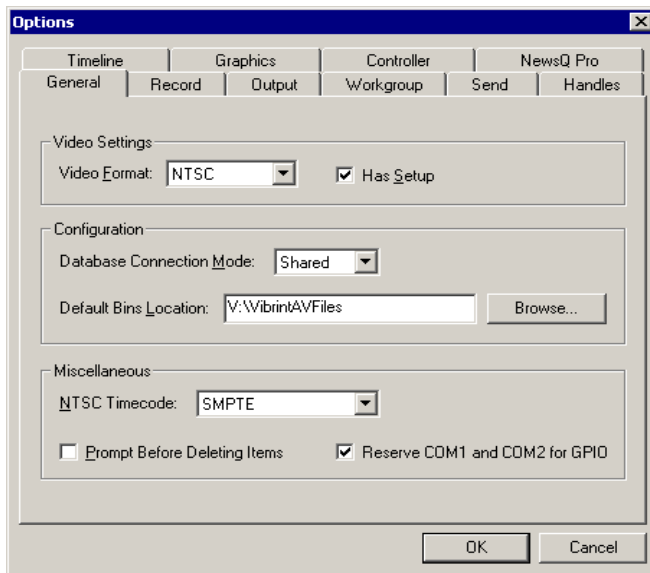 Options
Timeline Graphics Controller NewsQ Pro
General Record Output Workgroup Send Handles
Video Settings
Video Format: NTSC Has Setup
Configuration
Database Connection Mode: Shared
Default Bins Location: V:\VibrintAVFiles Browse...
Miscellaneous
NTSC Timecode: SMPTE
Prompt Before Deleting Items Reserve COM1 and COM2 for GPIO
OK Cancel